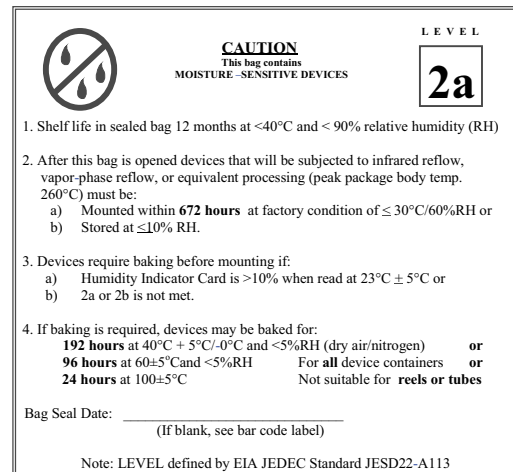 LEVEL
CAUTION
This bag contains
MOISTURE –SENSITIVE DEVICES
2a
1. Shelf life in sealed bag 12 months at <40°C and < 90% relative humidity (RH)
2. After this bag is opened devices that will be subjected to infrared reflow,
vapor-phase reflow, or equivalent processing (peak package body temp.
260°C) must be:
a) Mounted within 672 hours at factory condition of ≤ 30°C/60%RH or
b) Stored at ≤10% RH.
3. Devices require baking before mounting if:
a) Humidity Indicator Card is >10% when read at 23°C ± 5°C or
b) 2a or 2b is not met.
4. If baking is required, devices may be baked for:
192 hours at 40°C + 5°C/-0°C and <5%RH (dry air/nitrogen) or
96 hours at 60±5°Cand <5%RH For all device containers or
24 hours at 100±5°C Not suitable for reels or tubes
Bag Seal Date: ____________________________
(If blank, see bar code label)
Note: LEVEL defined by EIA JEDEC Standard JESD22-A113